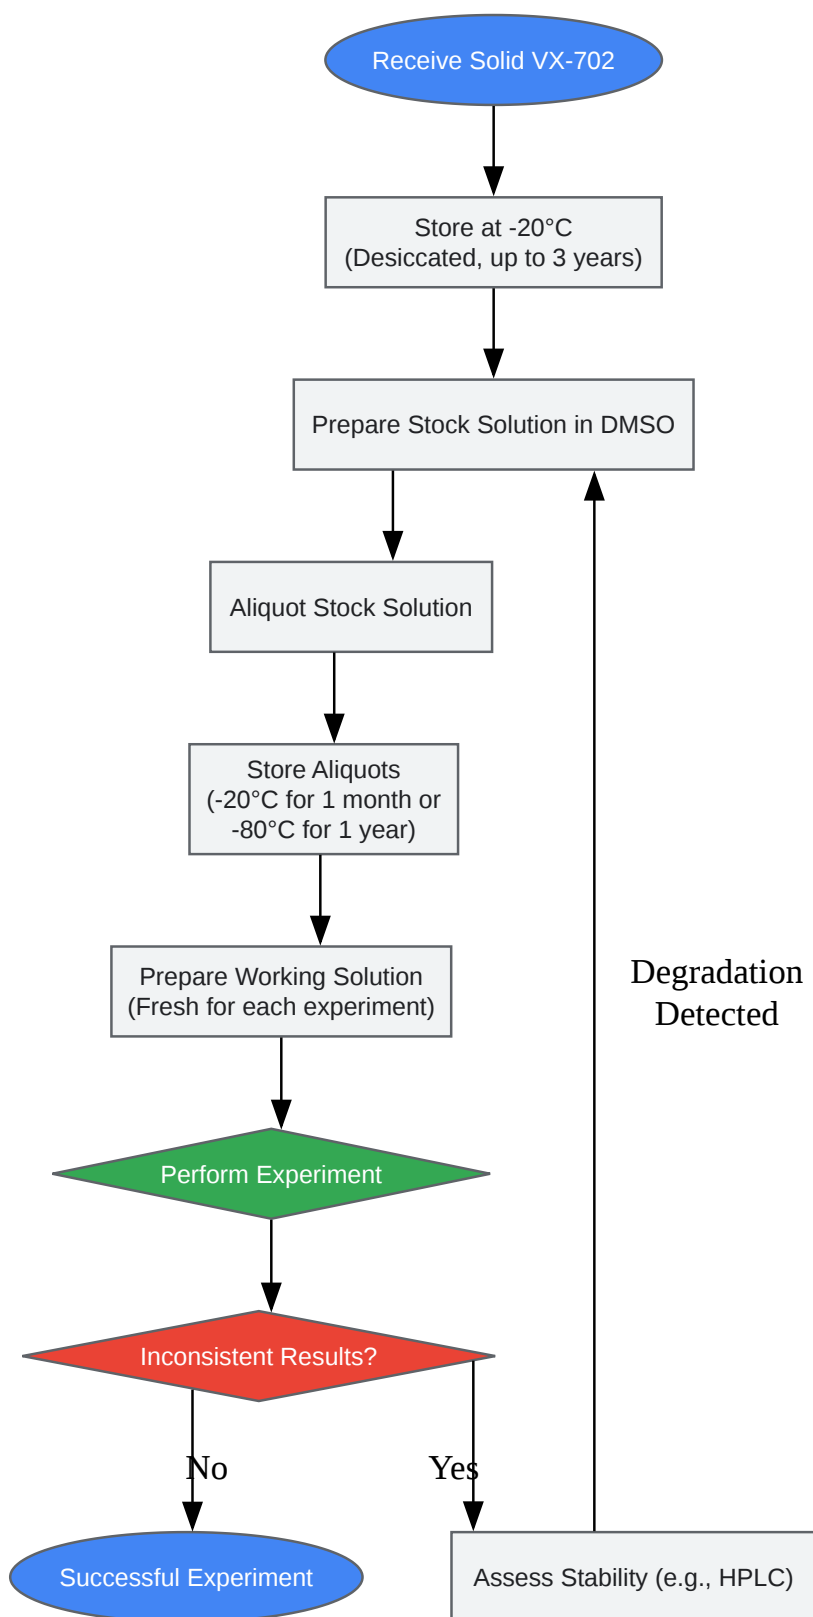 Receive Solid VX-702
Store at -20°C
(Desiccated, up to 3 years)
Prepare Stock Solution in DMSO
Aliquot Stock Solution
Store Aliquots
(-20°C for 1 month or
-80°C for 1 year)
Prepare Working Solution
(Fresh for each experiment)
Degradation
Detected
Perform Experiment
Inconsistent Results?
No
Yes
Successful Experiment
Assess Stability (e.g., HPLC)